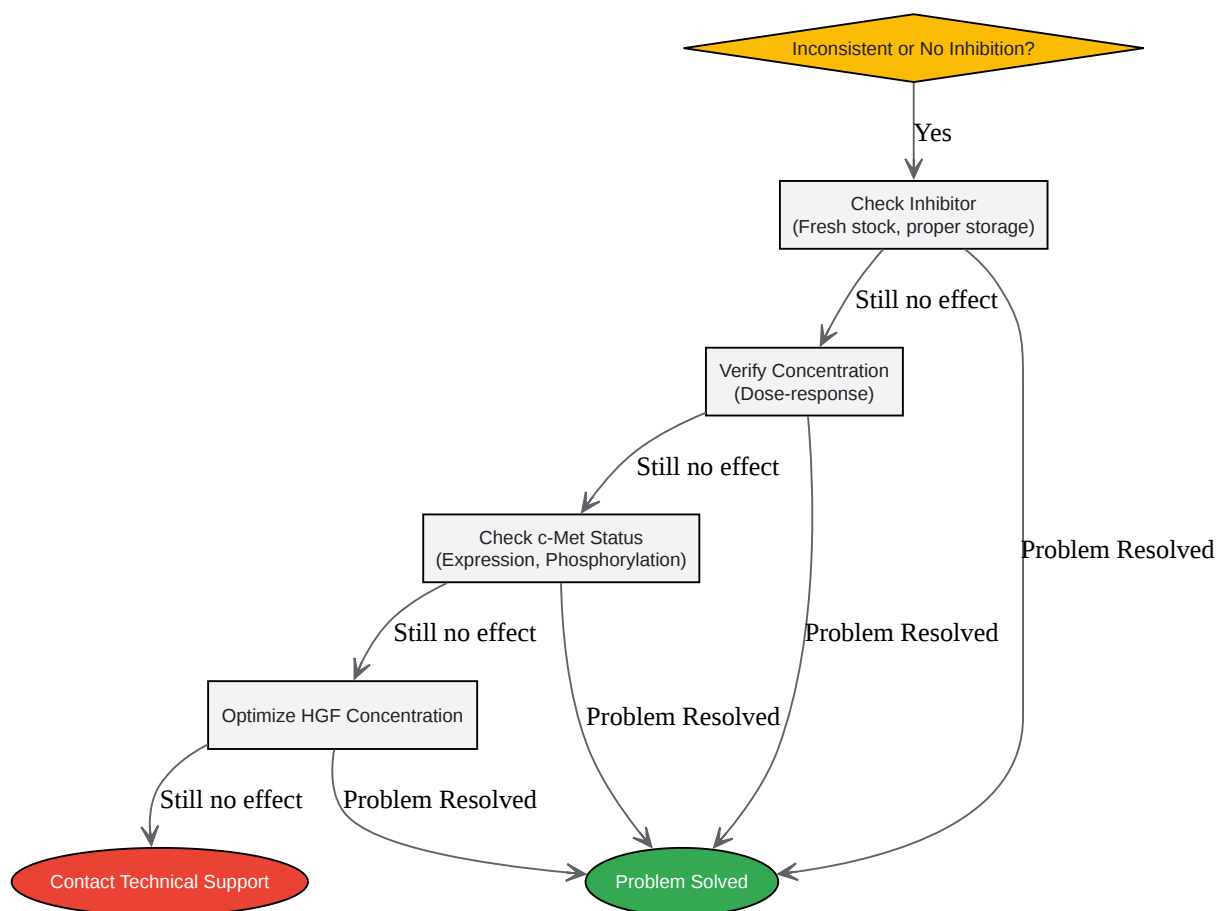 Inconsistent or No Inhibition?
Yes
Check Inhibitor
(Fresh stock, proper storage)
Still no effect
Verify Concentration
(Dose-response)
Still no effect
Check c-Met Status
(Expression, Phosphorylation)
Problem Resolved
Still no effect
Problem Resolved
Optimize HGF Concentration
Problem Resolved
Still no effect
Problem Resolved
Contact Technical Support
Problem Solved